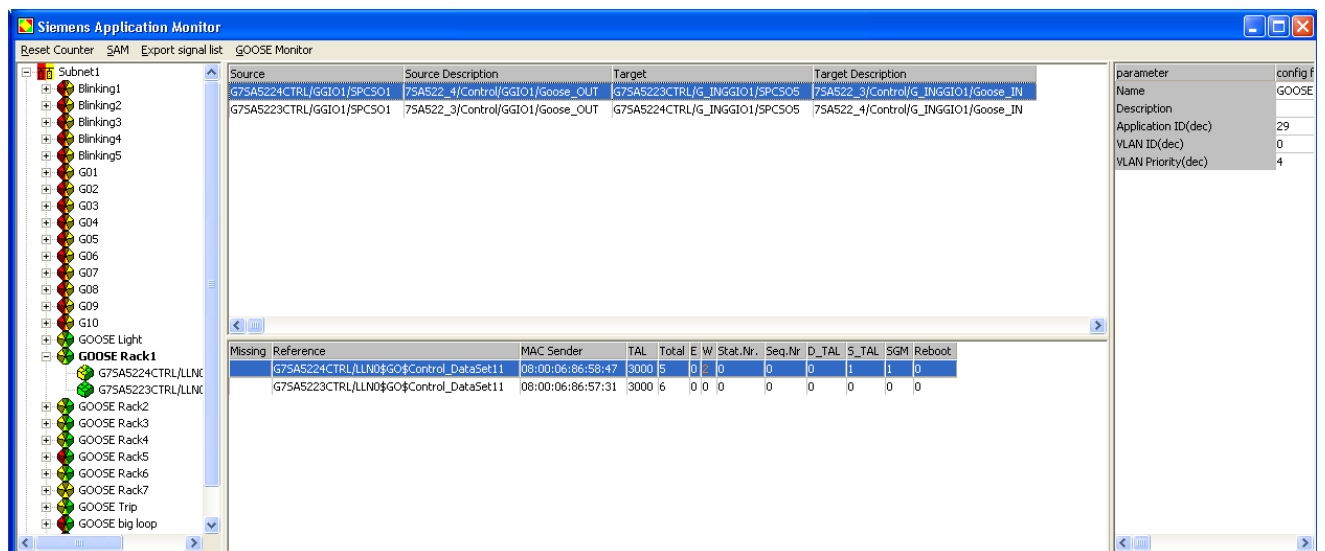 Siemens Application Monitor
Reset Counter SAM Export signal list GOOSE Monitor
Subnet1
Blinking1
Blinking2
Blinking3
Blinking4
Blinking5
G01
G02
G03
G04
G05
G06
G07
G08
G09
G10
GOOSE Light
GOOSE Rack1
G7SA5224CTRL/LLN(
G7SA5223CTRL/LLN(
GOOSE Rack2
GOOSE Rack3
GOOSE Rack4
GOOSE Rack5
GOOSE Rack6
GOOSE Rack7
GOOSE Trip
GOOSE big loop
Source Source Description Target Target Description
G7SA5224CTRL/GGIO1/SPCSO1 7SA522_4/Control/GGIO1/Goose_OUT G7SA5223CTRL/G_INGGIO1/SPCSO5 7SA522_3/Control/G_INGGIO1/Goose_IN
G7SA5223CTRL/GGIO1/SPCSO1 7SA522_3/Control/GGIO1/Goose_OUT G7SA5224CTRL/G_INGGIO1/SPCSO5 7SA522_4/Control/G_INGGIO1/Goose_IN
Missing Reference MAC Sender TAL Total E W Stat.Nr. Seq.Nr D_TAL S_TAL SGM Reboot
G7SA5224CTRL/LLN0$GO$Control_DataSet11 08:00:06:86:58:47 3000 5 0 2 0 0 0 1 1 0
G7SA5223CTRL/LLN0$GO$Control_DataSet11 08:00:06:86:57:31 3000 6 0 0 0 0 0 0 0 0
parameter config f
Name GOOSE
Description
Application ID(dec) 29
VLAN ID(dec) 0
VLAN Priority(dec) 4